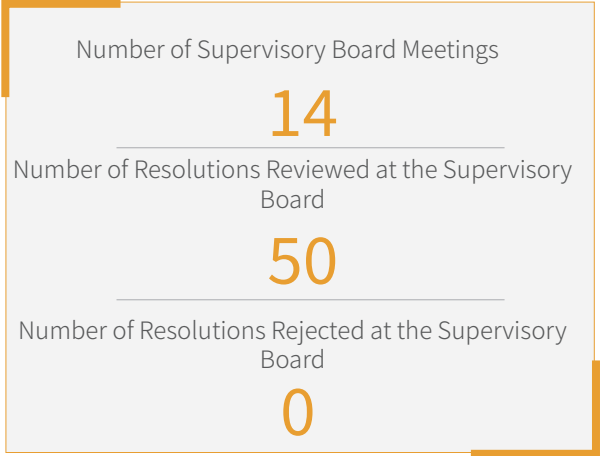 Number of Supervisory Board Meetings
14
Number of Resolutions Reviewed at the Supervisory
Board
50
Number of Resolutions Rejected at the Supervisory
Board
0